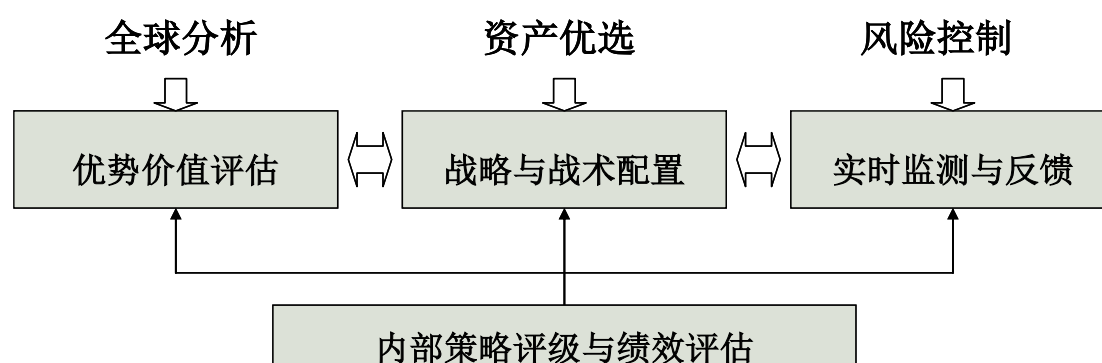 全球分析
资产优选
风险控制
优势价值评估
战略与战术配置
实时监测与反馈
内部策略评级与绩效评估